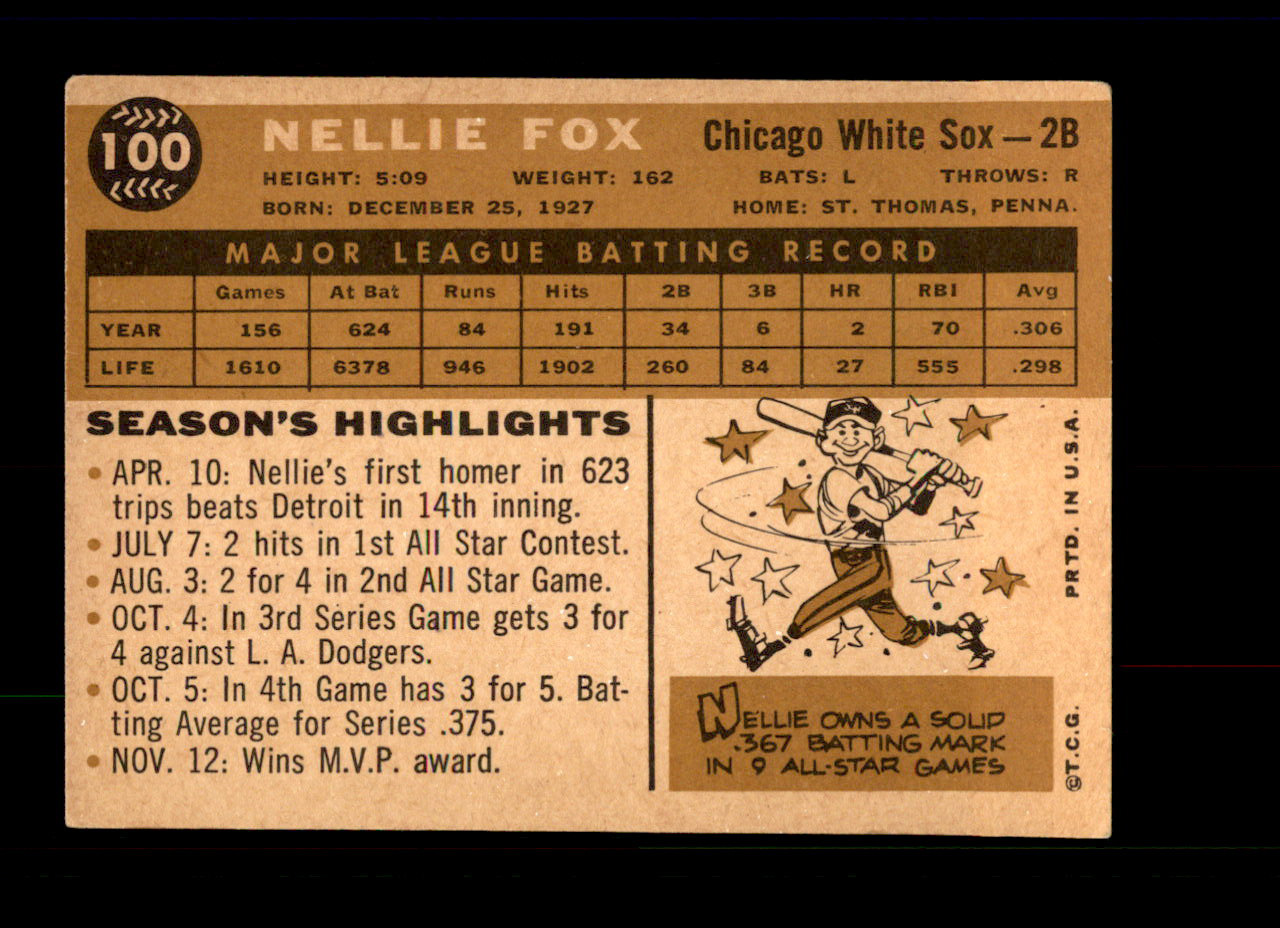 100
NELLIE FOX Chicago White Sox — 2B
HEIGHT: 5:09 WEIGHT: 162 BATS: L THROWS: R
BORN: DECEMBER 25, 1927 HOME: ST. THOMAS, PENNA.
MAJOR LEAGUE BATTING RECORD
Games At Bat Runs Hits 2B 3B HR RBI Avg
YEAR 156 624 84 191 34 6 2 70 .306
LIFE 1610 6378 946 1902 260 84 27 555 .298
SEASON'S HIGHLIGHTS
• APR. 10: Nellie's first homer in 623
trips beats Detroit in 14th inning.
• JULY 7: 2 hits in 1st All Star Contest.
• AUG. 3: 2 for 4 in 2nd All Star Game.
• OCT. 4: In 3rd Series Game gets 3 for
4 against L. A. Dodgers.
• OCT. 5: In 4th Game has 3 for 5. Bat-
ting Average for Series .375.
• NOV. 12: Wins M.V.P. award.
NELLIE OWNS A SOLID
.367 BATTING MARK
IN 9 ALL-STAR GAMES
©T.C.G. PRTD. IN U.S.A.